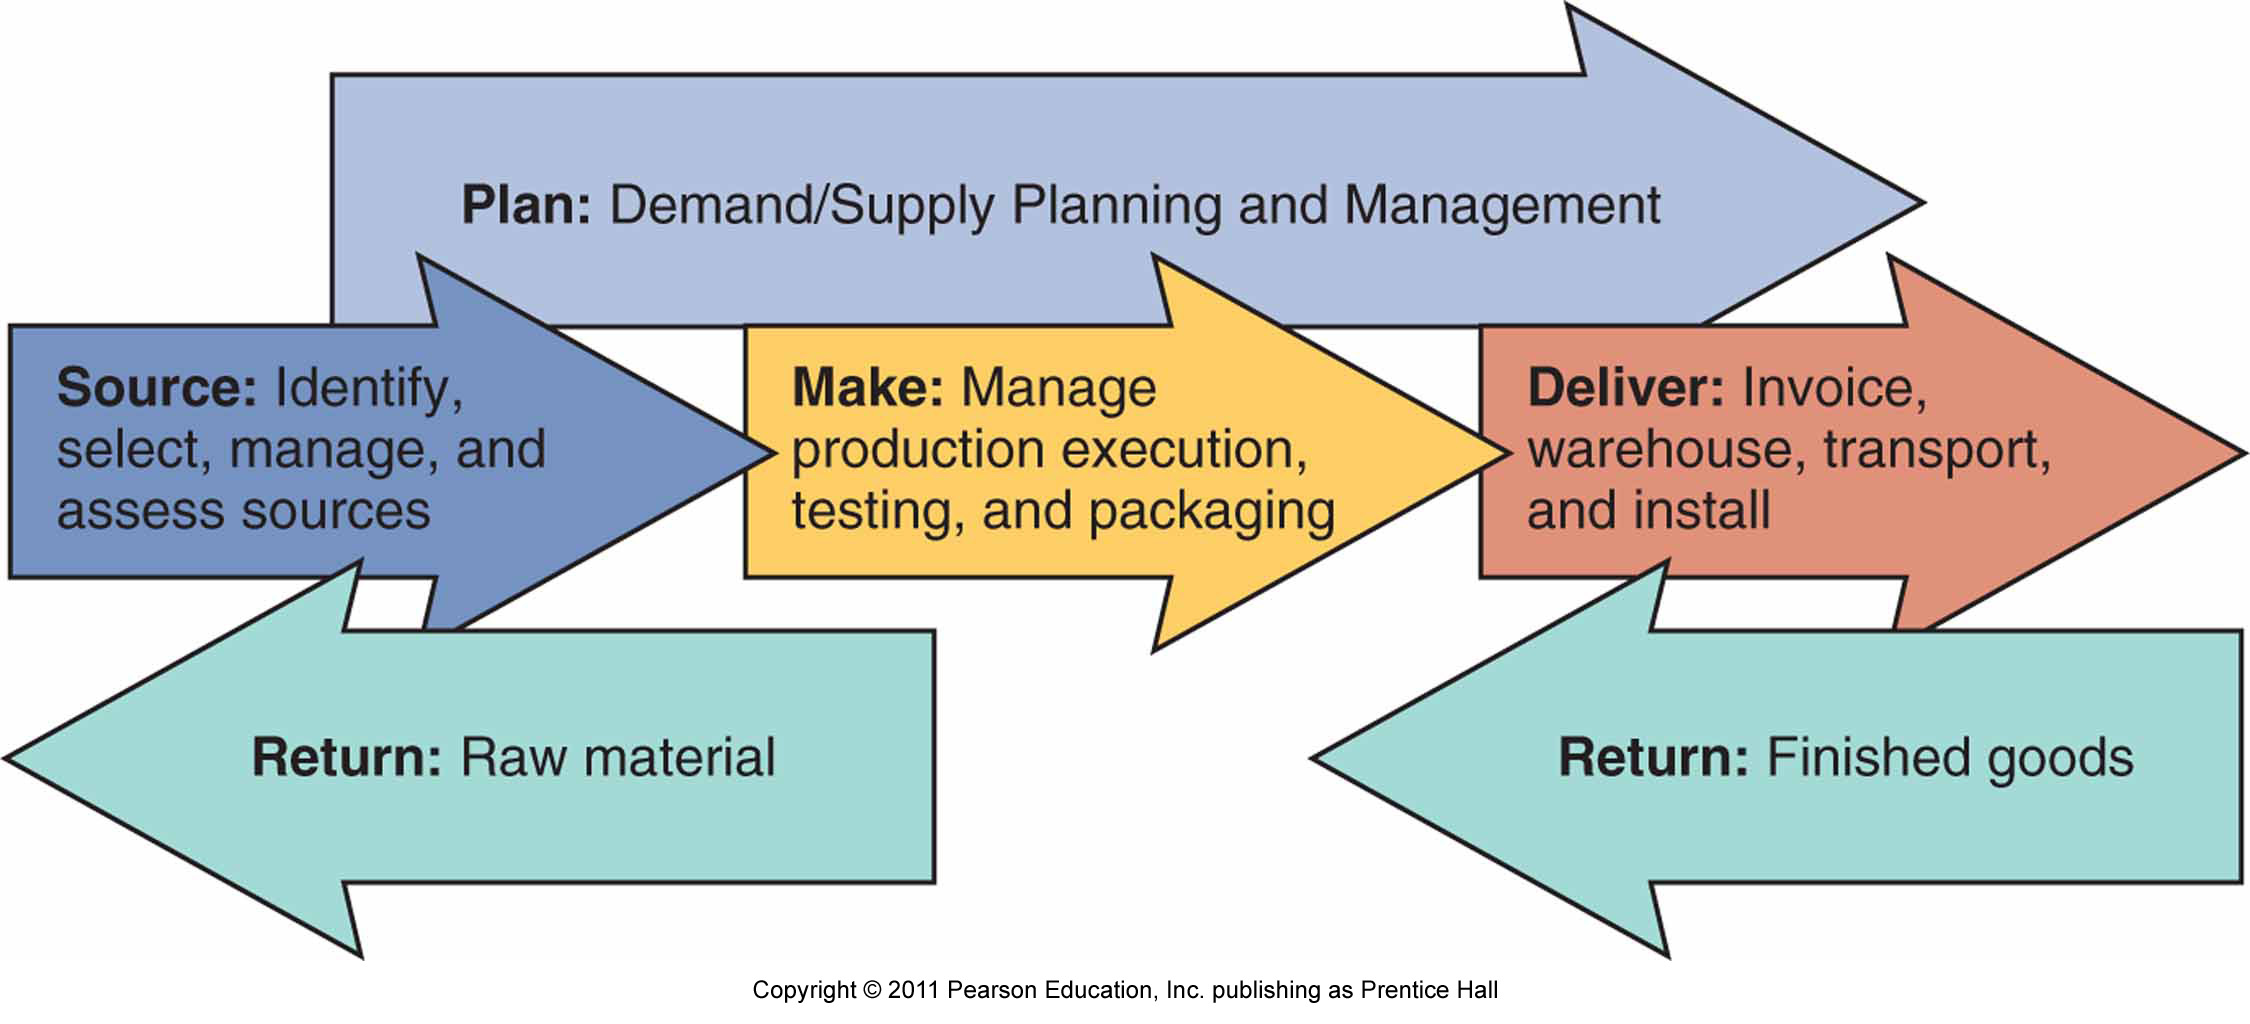 Plan: Demand/Supply Planning and Management
Source: Identify,
select, manage, and
assess sources
Make: Manage
production execution,
testing, and packaging
Deliver: Invoice,
warehouse, transport,
and install
Return: Raw material
Return: Finished goods
Copyright © 2011 Pearson Education, Inc. publishing as Prentice Hall